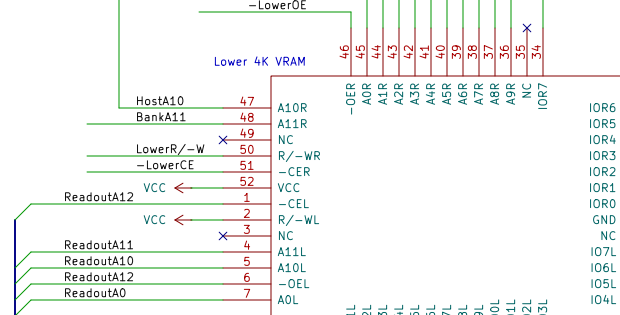 -LowerOE
Lower 4K VRAM
46 45 44 43 42 41 40 39 38 37 36 35 34
-OER A0R A1R A2R A3R A4R A5R A6R A7R A8R A9R NC IOR7
HostA10 47 A10R IOR6
BankA11 48 A11R IOR5
49 NC IOR4
LowerR/-W 50 R/-WR IOR3
-LowerCE 51 -CER IOR2
VCC 52 VCC IOR1
ReadoutA12 1 -CEL IOR0
VCC 2 R/-WL GND
3 NC NC
ReadoutA11 4 A11L IO7L
ReadoutA10 5 A10L IO6L
ReadoutA12 6 -OEL IO5L
ReadoutA0 7 A0L IO4L